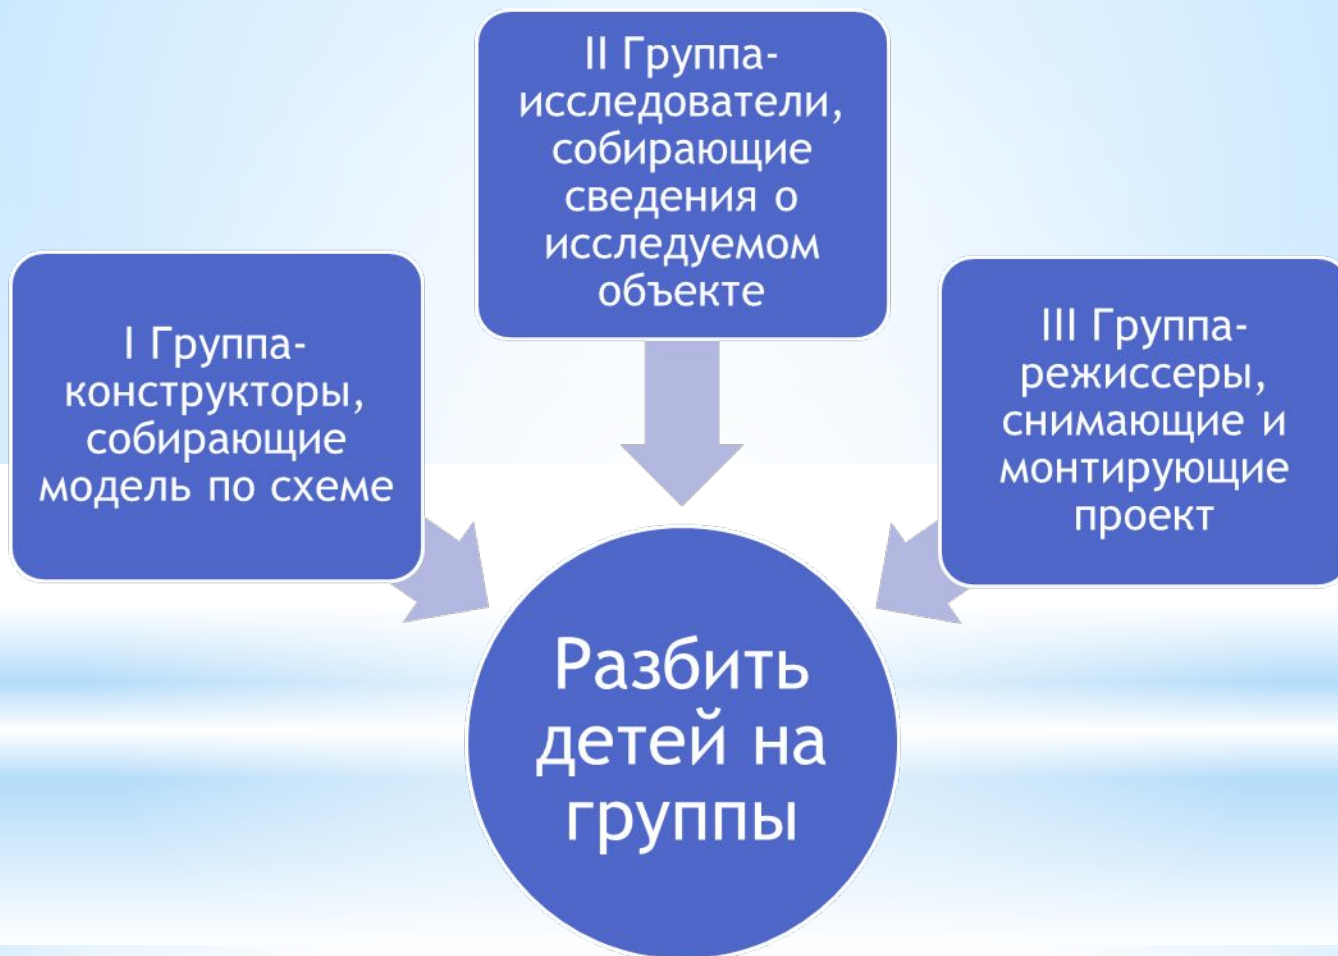 II Группа-
исследователи,
собирающие
сведения о
исследуемом
объекте
I Группа-
конструкторы,
собирающие
модель по схеме
III Группа-
режиссеры,
снимающие и
монтирующие
проект
Разбить
детей на
группы